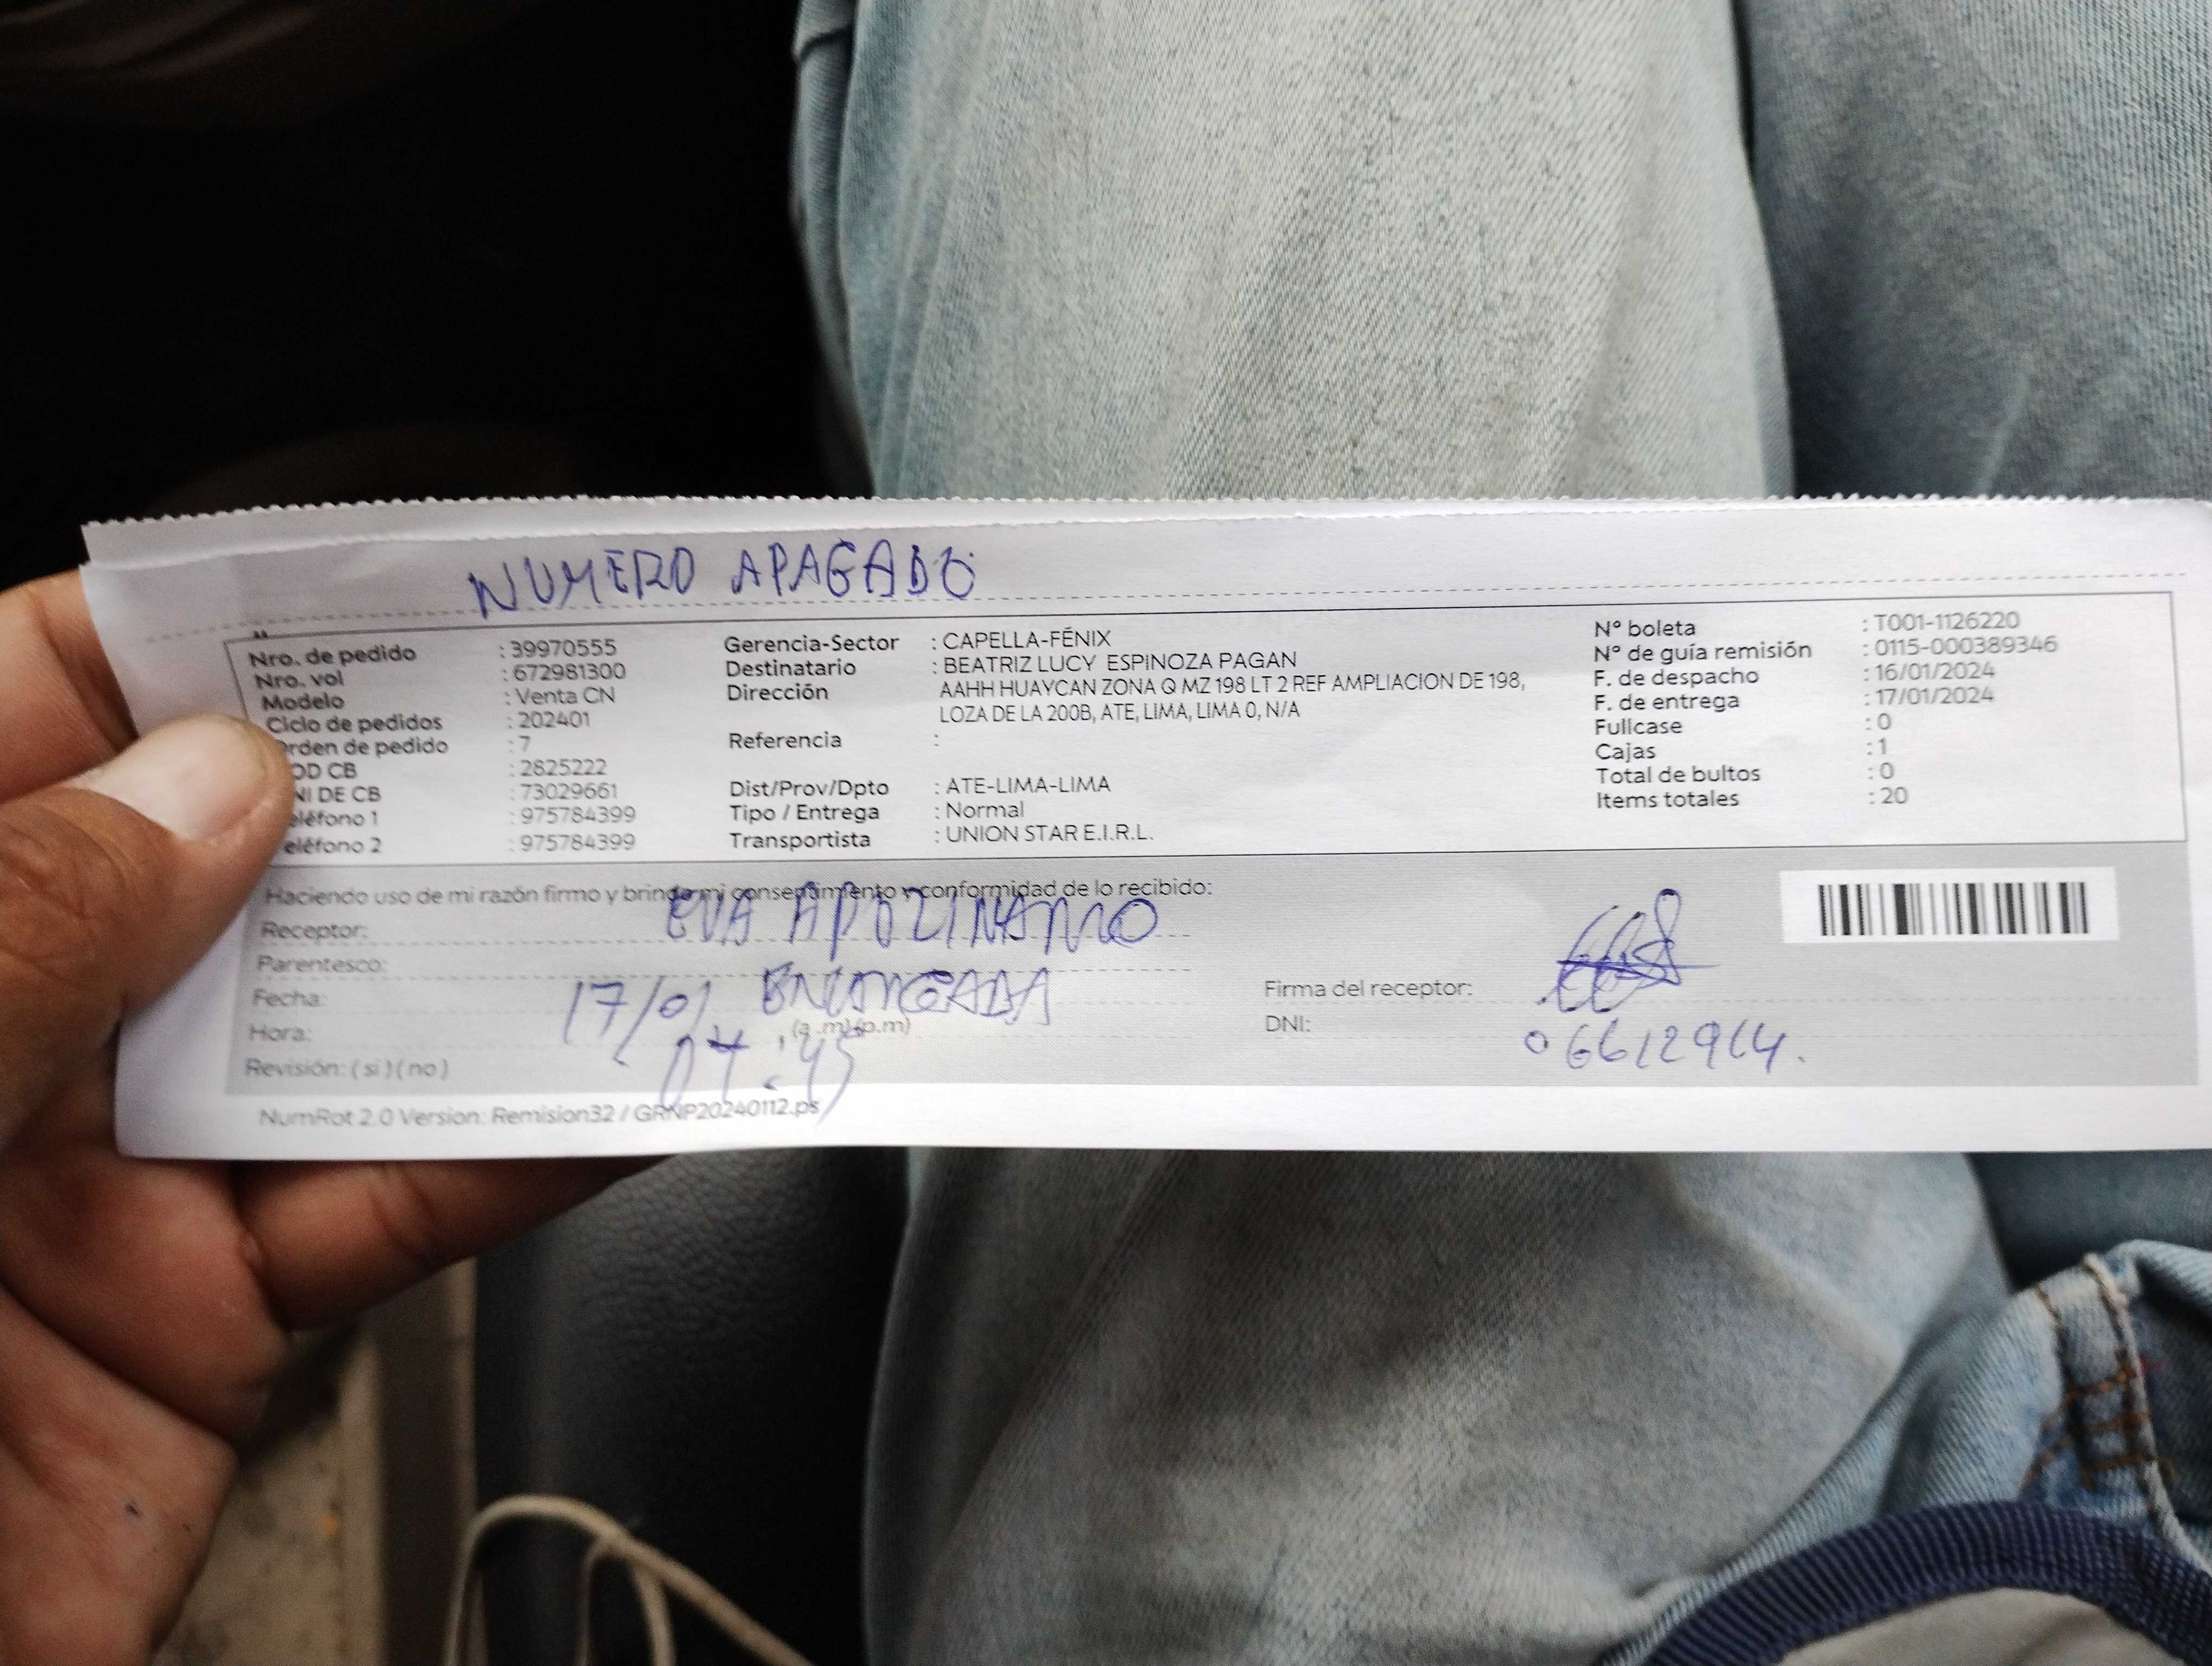 NUMERO APAGADO
Nro. de pedido : 39970555
Nro. vol : 672981300
Modelo : Venta CN
Ciclo de pedidos : 202401
Orden de pedido : 7
OD CB : 2825222
NI DE CB : 73029661
eléfono 1 : 975784399
eléfono 2 : 975784399
Gerencia-Sector : CAPELLA-FÉNIX
Destinatario : BEATRIZ LUCY ESPINOZA PAGAN
Dirección AAHH HUAYCAN ZONA Q MZ 198 LT 2 REF AMPLIACION DE 198,
LOZA DE LA 200B, ATE, LIMA, LIMA 0, N/A
Referencia :
Dist/Prov/Dpto : ATE-LIMA-LIMA
Tipo / Entrega : Normal
Transportista : UNION STAR E.I.R.L.
N° boleta : T001-1126220
N° de guía remisión : 0115-000389346
F. de despacho : 16/01/2024
F. de entrega : 17/01/2024
Fullcase : 0
Cajas : 1
Total de bultos : 0
Items totales : 20
Haciendo uso de mi razón firmo y brindo mi consentimiento y conformidad de lo recibido:
Receptor: EVA APOLINARIO
Parentesco: ENCARGADA
Fecha: 17/01
Hora: 07:45 (a.m) (p.m)
Revisión: ( si ) ( no )
Firma del receptor:
DNI: 06612914.
NumRot 2.0 Version: Remision32 / GRNP20240112.ps